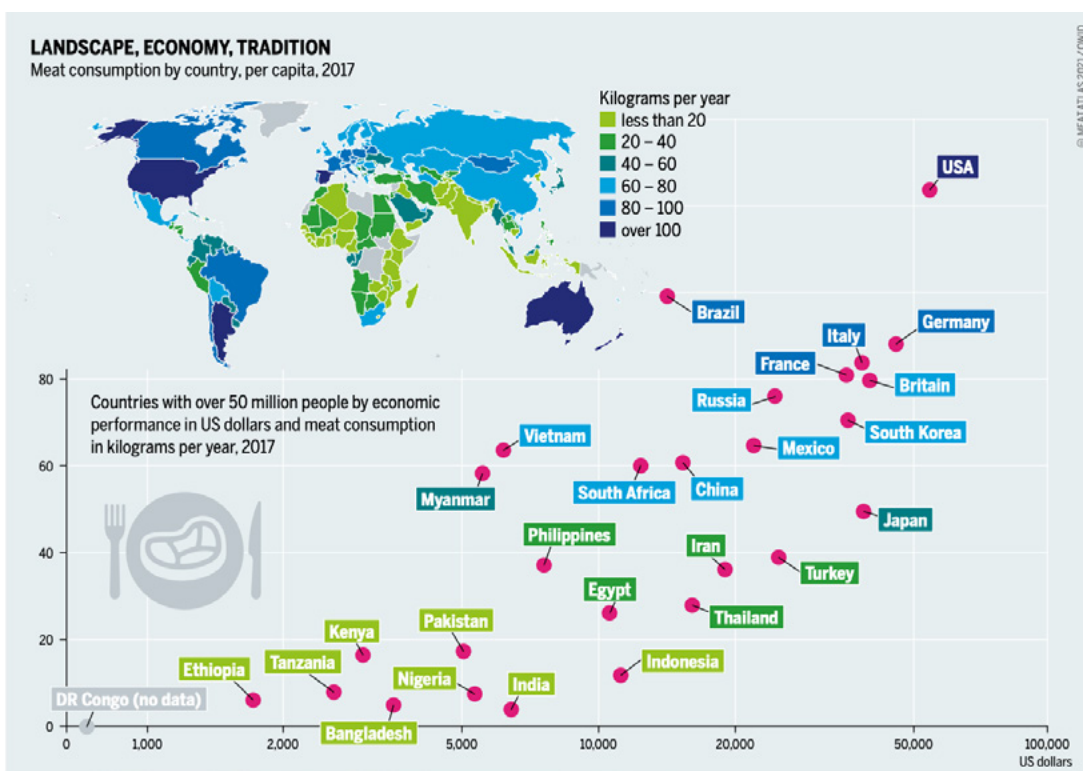 LANDSCAPE, ECONOMY, TRADITION
Meat consumption by country, per capita, 2017
© MEAT ATLAS 2021 / OWID
Kilograms per year
less than 20
20 – 40
40 – 60
60 – 80
80 – 100
over 100
USA
Brazil
Germany
Italy
France
Britain
Russia
South Korea
Vietnam
Mexico
Myanmar
South Africa
China
Japan
Philippines
Iran
Turkey
Egypt
Thailand
Pakistan
Kenya
Tanzania
Ethiopia
Nigeria
India
Indonesia
DR Congo (no data)
Bangladesh
Countries with over 50 million people by economic
performance in US dollars and meat consumption
in kilograms per year, 2017
80
60
40
20
0
0
1,000
2,000
5,000
10,000
20,000
50,000
100,000
US dollars